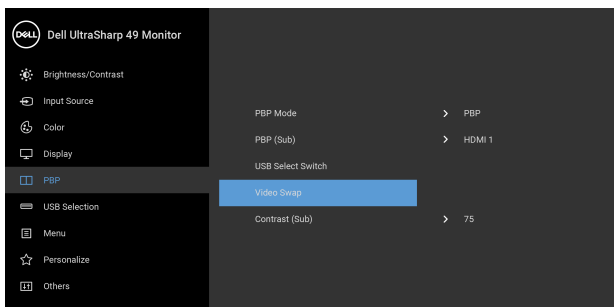 DELL Dell UltraSharp 49 Monitor
Brightness/Contrast
Input Source
Color
Display
PBP
USB Selection
Menu
Personalize
Others
PBP Mode > PBP
PBP (Sub) > HDMI 1
USB Select Switch
Video Swap
Contrast (Sub) > 75